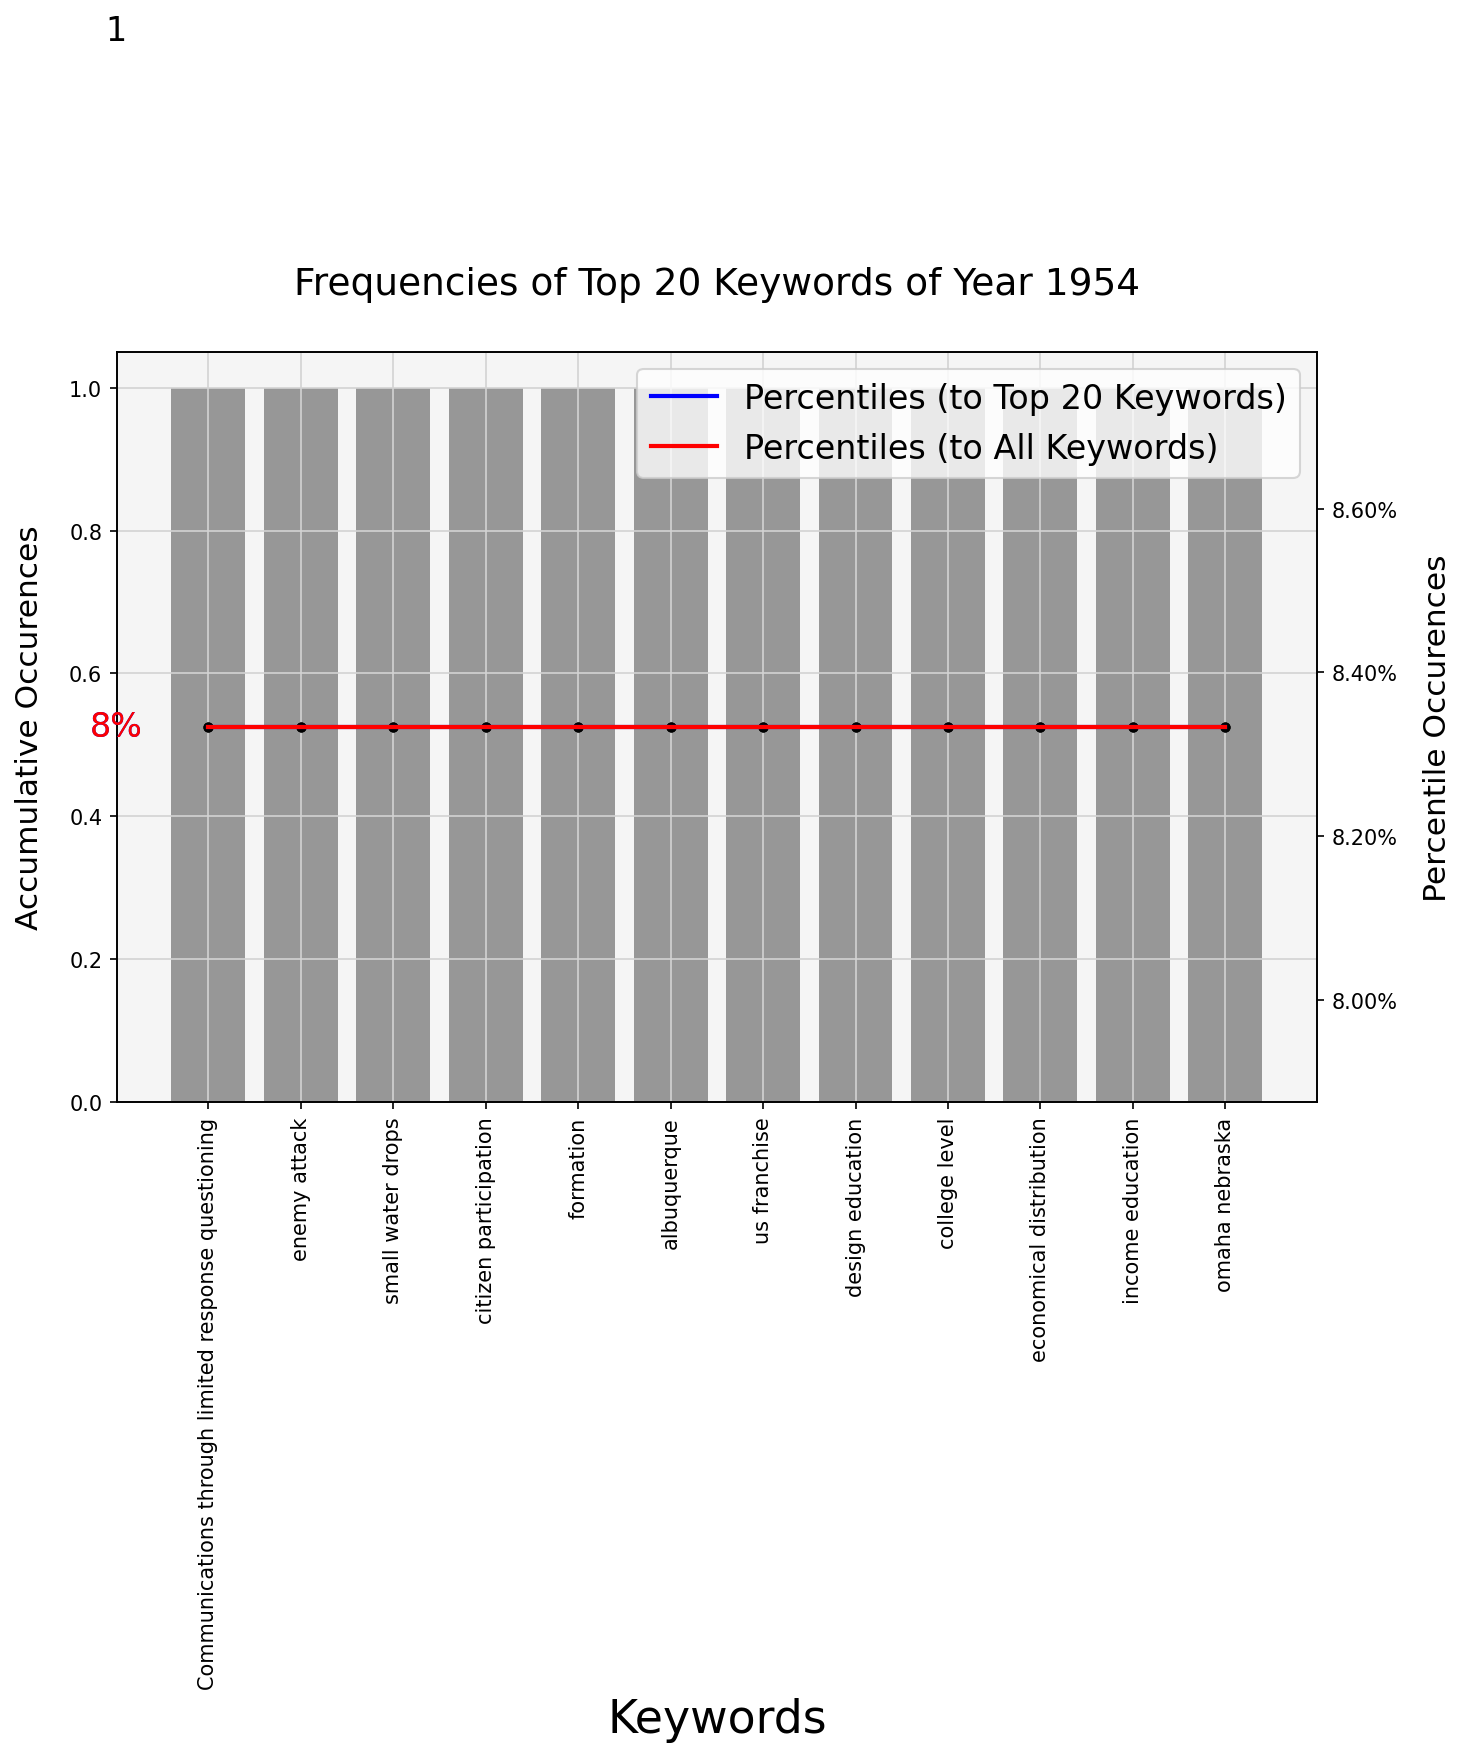 1
Frequencies of Top 20 Keywords of Year 1954
Percentiles (to Top 20 Keywords)
Percentiles (to All Keywords)
Accumulative Occurences
1.0
0.8
0.6
0.4
0.2
0.0
8%
8.60%
8.40%
8.20%
8.00%
Percentile Occurences
Communications through limited response questioning
enemy attack
small water drops
citizen participation
formation
albuquerque
us franchise
design education
college level
economical distribution
income education
omaha nebraska
Keywords